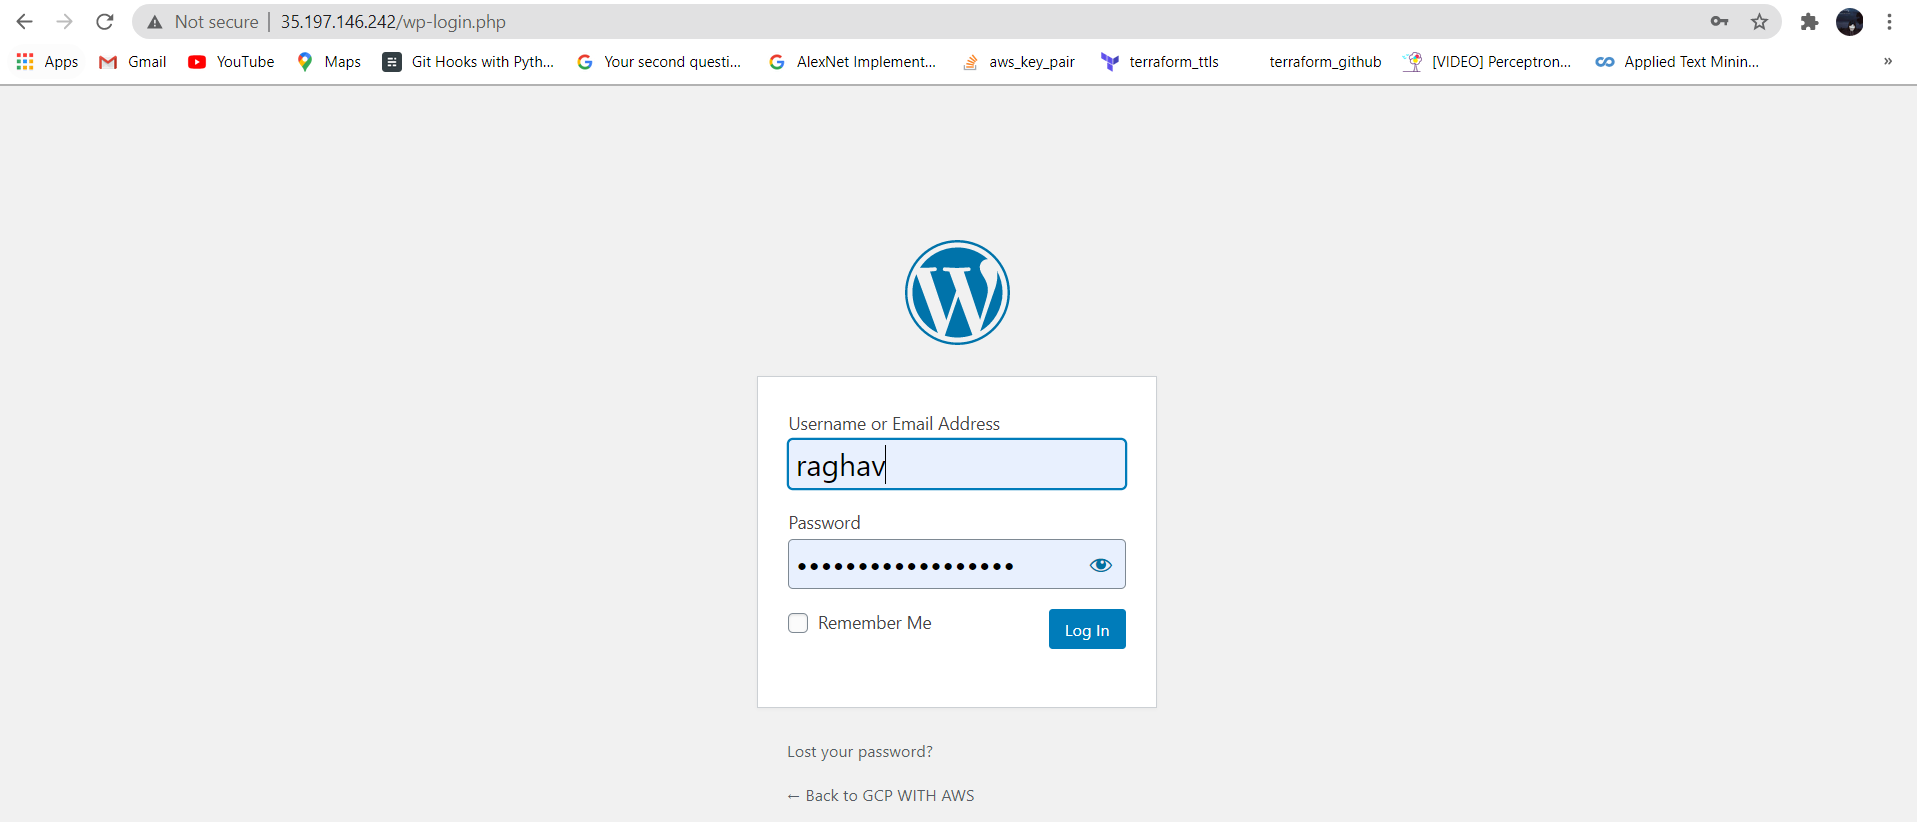 Not secure | 35.197.146.242/wp-login.php
Apps Gmail YouTube Maps Git Hooks with Pyth... Your second questi... AlexNet Implement... aws_key_pair terraform_ttls terraform_github [VIDEO] Perceptron... Applied Text Minin... »
Username or Email Address
raghav
Password
••••••••••••••••••
Remember Me Log In
Lost your password?
← Back to GCP WITH AWS